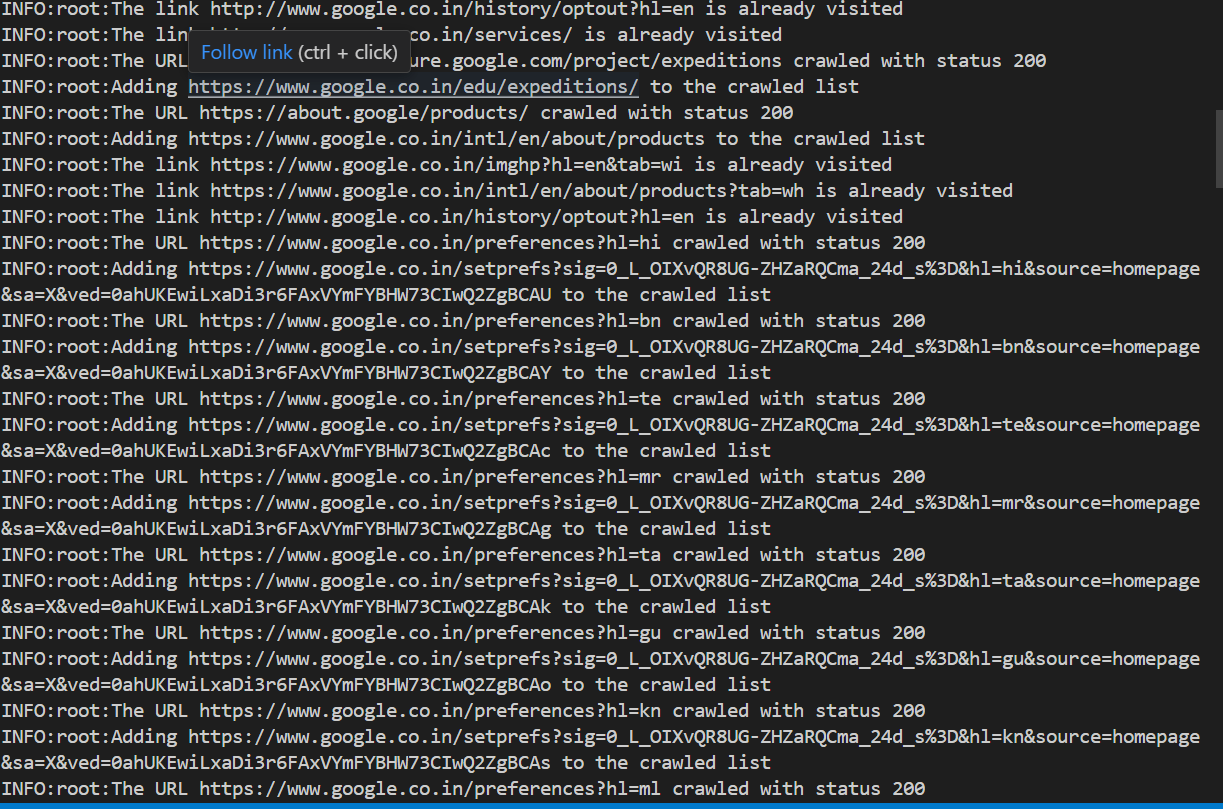 INFO:root:The link http://www.google.co.in/history/optout?hl=en is already visited
INFO:root:The link is already visited
Follow link (ctrl + click)
INFO:root:The URL ure.google.com/project/expeditions crawled with status 200
INFO:root:Adding https://www.google.co.in/edu/expeditions/ to the crawled list
INFO:root:The URL https://about.google/products/ crawled with status 200
INFO:root:Adding https://www.google.co.in/intl/en/about/products to the crawled list
INFO:root:The link https://www.google.co.in/imghp?hl=en&tab=wi is already visited
INFO:root:The link https://www.google.co.in/intl/en/about/products?tab=wh is already visited
INFO:root:The link http://www.google.co.in/history/optout?hl=en is already visited
INFO:root:The URL https://www.google.co.in/preferences?hl=hi crawled with status 200
INFO:root:Adding https://www.google.co.in/setprefs?sig=0_L_OIXvQR8UG-ZHZaRQCma_24d_s%3D&hl=hi&source=homepage
&sa=X&ved=0ahUKEwiLxaDi3r6FAxVYmFYBHW73CIwQ2ZgBCAU to the crawled list
INFO:root:The URL https://www.google.co.in/preferences?hl=bn crawled with status 200
INFO:root:Adding https://www.google.co.in/setprefs?sig=0_L_OIXvQR8UG-ZHZaRQCma_24d_s%3D&hl=bn&source=homepage
&sa=X&ved=0ahUKEwiLxaDi3r6FAxVYmFYBHW73CIwQ2ZgBCAY to the crawled list
INFO:root:The URL https://www.google.co.in/preferences?hl=te crawled with status 200
INFO:root:Adding https://www.google.co.in/setprefs?sig=0_L_OIXvQR8UG-ZHZaRQCma_24d_s%3D&hl=te&source=homepage
&sa=X&ved=0ahUKEwiLxaDi3r6FAxVYmFYBHW73CIwQ2ZgBCAc to the crawled list
INFO:root:The URL https://www.google.co.in/preferences?hl=mr crawled with status 200
INFO:root:Adding https://www.google.co.in/setprefs?sig=0_L_OIXvQR8UG-ZHZaRQCma_24d_s%3D&hl=mr&source=homepage
&sa=X&ved=0ahUKEwiLxaDi3r6FAxVYmFYBHW73CIwQ2ZgBCAg to the crawled list
INFO:root:The URL https://www.google.co.in/preferences?hl=ta crawled with status 200
INFO:root:Adding https://www.google.co.in/setprefs?sig=0_L_OIXvQR8UG-ZHZaRQCma_24d_s%3D&hl=ta&source=homepage
&sa=X&ved=0ahUKEwiLxaDi3r6FAxVYmFYBHW73CIwQ2ZgBCAk to the crawled list
INFO:root:The URL https://www.google.co.in/preferences?hl=gu crawled with status 200
INFO:root:Adding https://www.google.co.in/setprefs?sig=0_L_OIXvQR8UG-ZHZaRQCma_24d_s%3D&hl=gu&source=homepage
&sa=X&ved=0ahUKEwiLxaDi3r6FAxVYmFYBHW73CIwQ2ZgBCAo to the crawled list
INFO:root:The URL https://www.google.co.in/preferences?hl=kn crawled with status 200
INFO:root:Adding https://www.google.co.in/setprefs?sig=0_L_OIXvQR8UG-ZHZaRQCma_24d_s%3D&hl=kn&source=homepage
&sa=X&ved=0ahUKEwiLxaDi3r6FAxVYmFYBHW73CIwQ2ZgBCAs to the crawled list
INFO:root:The URL https://www.google.co.in/preferences?hl=ml crawled with status 200